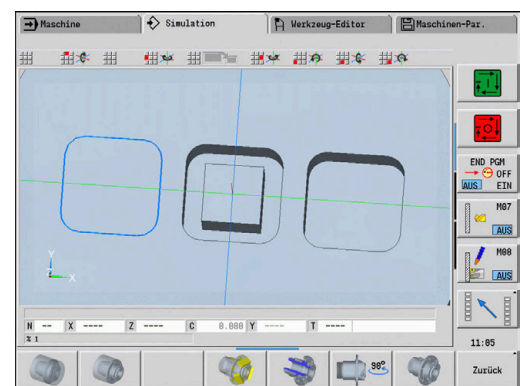 Maschine
Simulation
Werkzeug-Editor
Maschinen-Par.
END PGM
OFF
AUS EIN
M07
AUS
M08
AUS
Y
Z X
N -- X ---- Z ---- C 0.000 Y ---- T ----
% 1
11:05
90°
Zurück